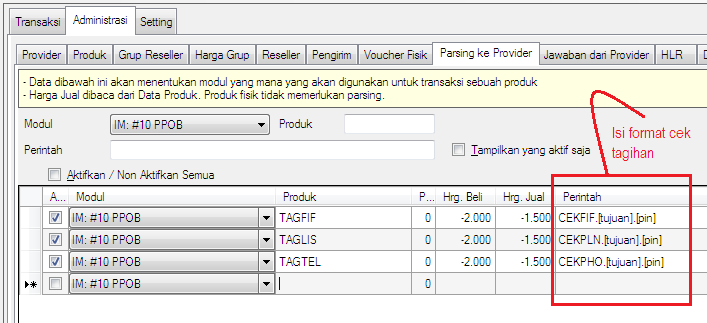 Transaksi Administrasi Setting
Provider Produk Grup Reseller Harga Grup Reseller Pengirim Voucher Fisik Parsing ke Provider Jawaban dari Provider HLR
- Data dibawah ini akan menentukan modul yang mana yang akan digunakan untuk transaksi sebuah produk
- Harga Jual dibaca dari Data Produk. Produk fisik tidak memerlukan parsing.
Modul IM: #10 PPOB Produk
Isi format cek
tagihan
Perintah Tampilkan yang aktif saja
Aktifkan / Non Aktifkan Semua
A... Modul Produk P... Hrg. Beli Hrg. Jual Perintah
IM: #10 PPOB TAGFIF 0 -2.000 -1.500 CEKFIF.[tujuan].[pin]
IM: #10 PPOB TAGLIS 0 -2.000 -1.500 CEKPLN.[tujuan].[pin]
IM: #10 PPOB TAGTEL 0 -2.000 -1.500 CEKPHO.[tujuan].[pin]
IM: #10 PPOB 0